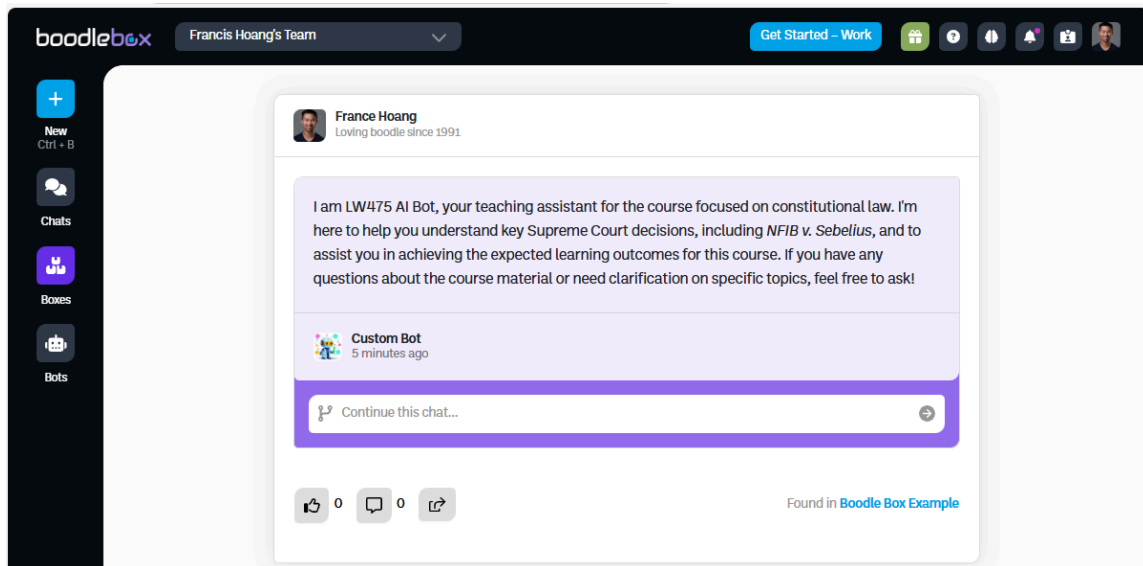 boodlebox
Francis Hoang's Team
Get Started – Work
New
Ctrl + B
Chats
Boxes
Bots
France Hoang
Loving boodle since 1991
I am LW475 AI Bot, your teaching assistant for the course focused on constitutional law. I'm
here to help you understand key Supreme Court decisions, including NFIB v. Sebelius, and to
assist you in achieving the expected learning outcomes for this course. If you have any
questions about the course material or need clarification on specific topics, feel free to ask!
Custom Bot
5 minutes ago
Continue this chat...
0
0
Found in Boodle Box Example